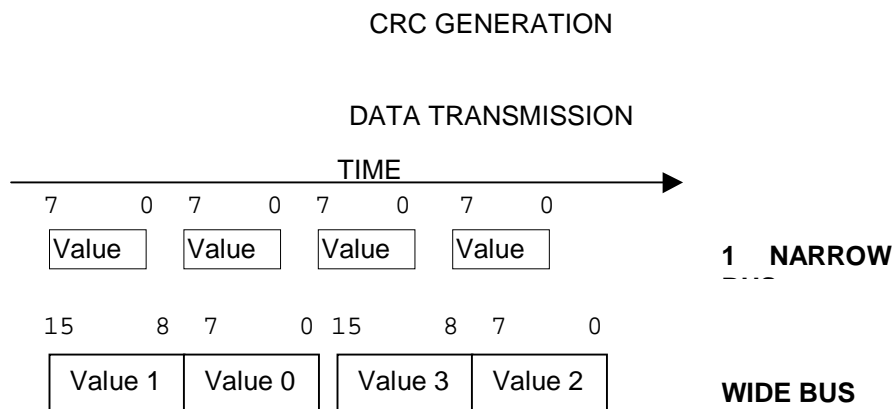 CRC GENERATION
DATA TRANSMISSION
TIME
7 0 7 0 7 0 7 0
Value Value Value Value
1 NARROW
15 8 7 0 15 8 7 0
Value 1 Value 0 Value 3 Value 2
WIDE BUS